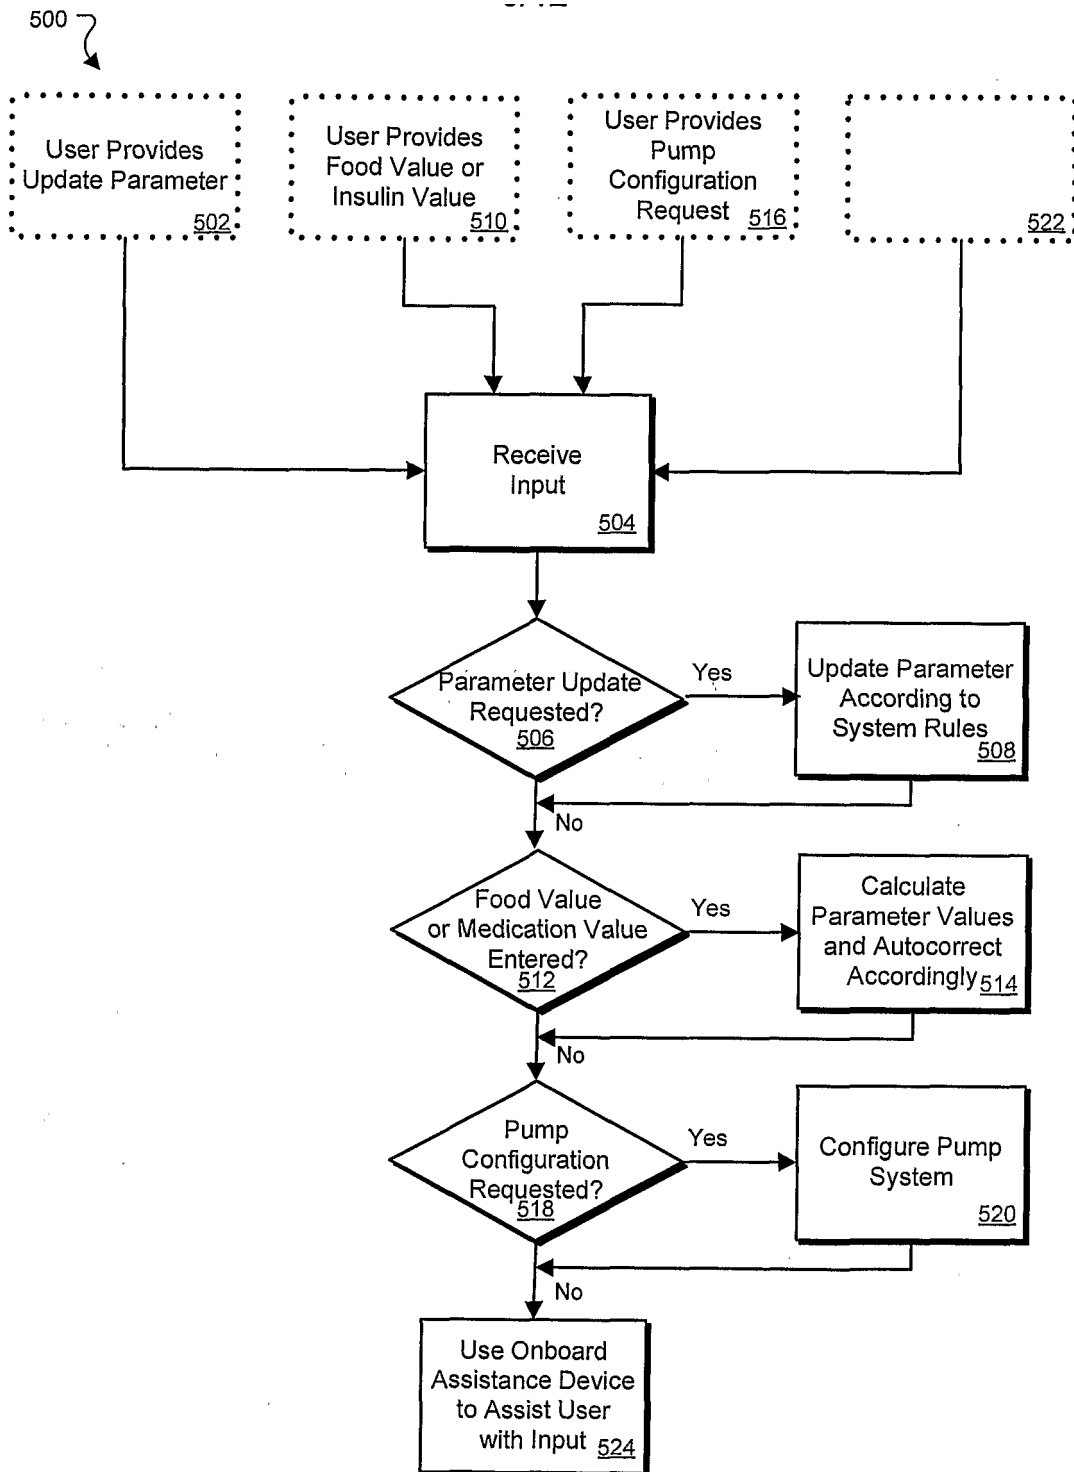 500
User Provides
Update Parameter
502
User Provides
Food Value or
Insulin Value
510
User Provides
Pump
Configuration
Request
516
522
Receive
Input
504
Parameter Update
Requested?
506
Yes
Update Parameter
According to
System Rules
508
No
Food Value
or Medication Value
Entered?
512
Yes
Calculate
Parameter Values
and Autocorrect
Accordingly
514
No
Pump
Configuration
Requested?
518
Yes
Configure Pump
System
520
No
Use Onboard
Assistance Device
to Assist User
with Input
524